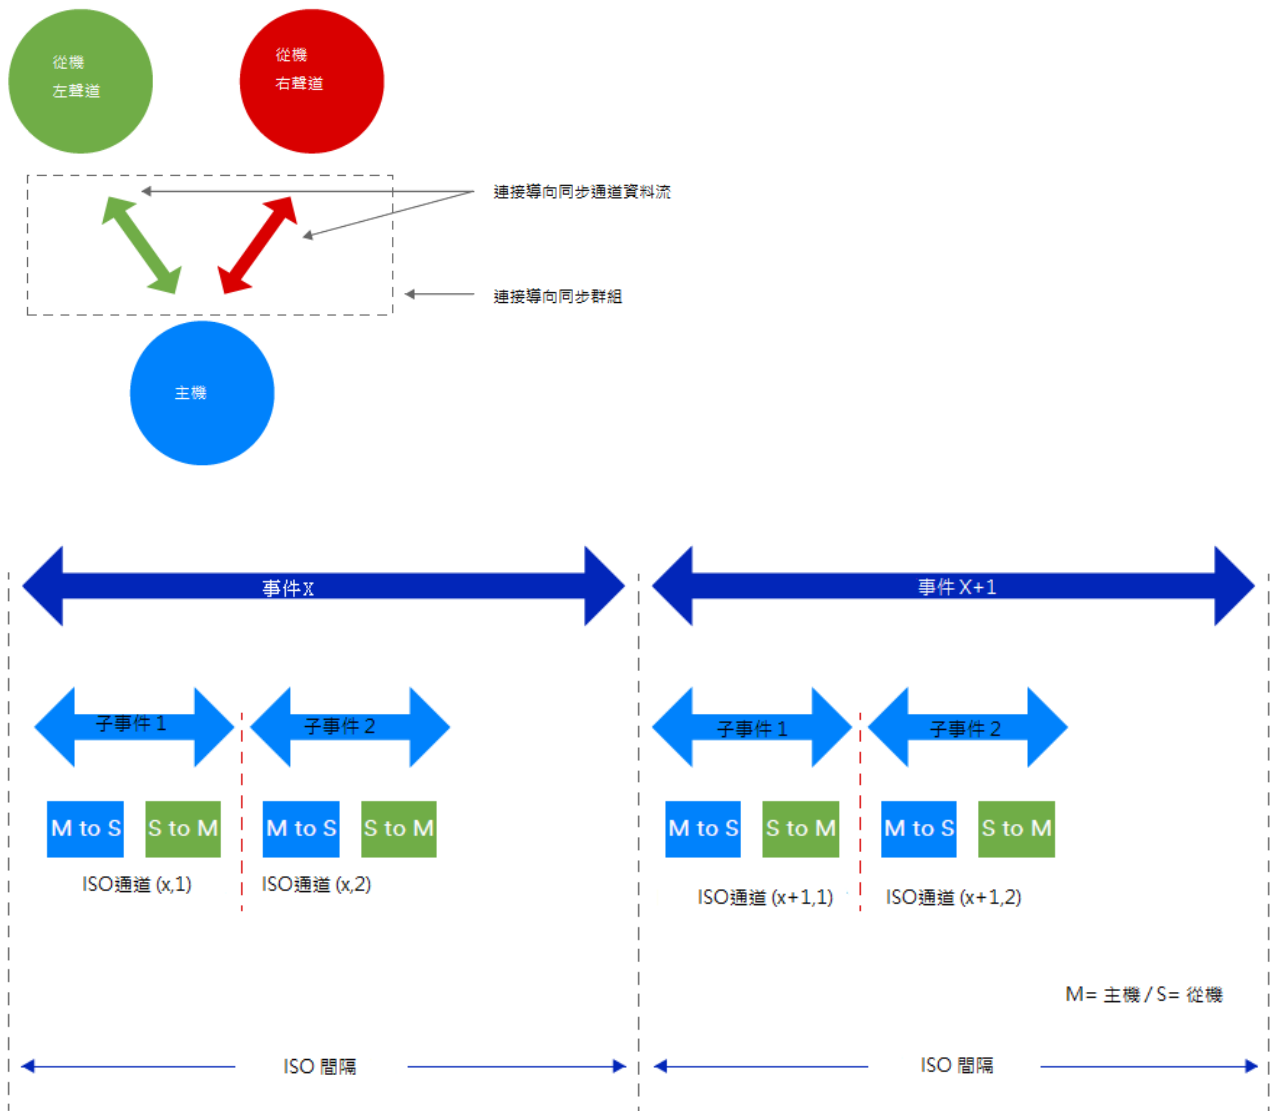 從機
左聲道
從機
右聲道
連接導向同步通道資料流
連接導向同步群組
主機
事件X
事件 X+1
子事件 1
子事件 2
子事件 1
子事件 2
M to S
S to M
M to S
S to M
M to S
S to M
M to S
S to M
ISO通道 (x,1)
ISO通道 (x,2)
ISO通道 (x+1,1)
ISO通道 (x+1,2)
M= 主機 / S= 從機
ISO 間隔
ISO 間隔